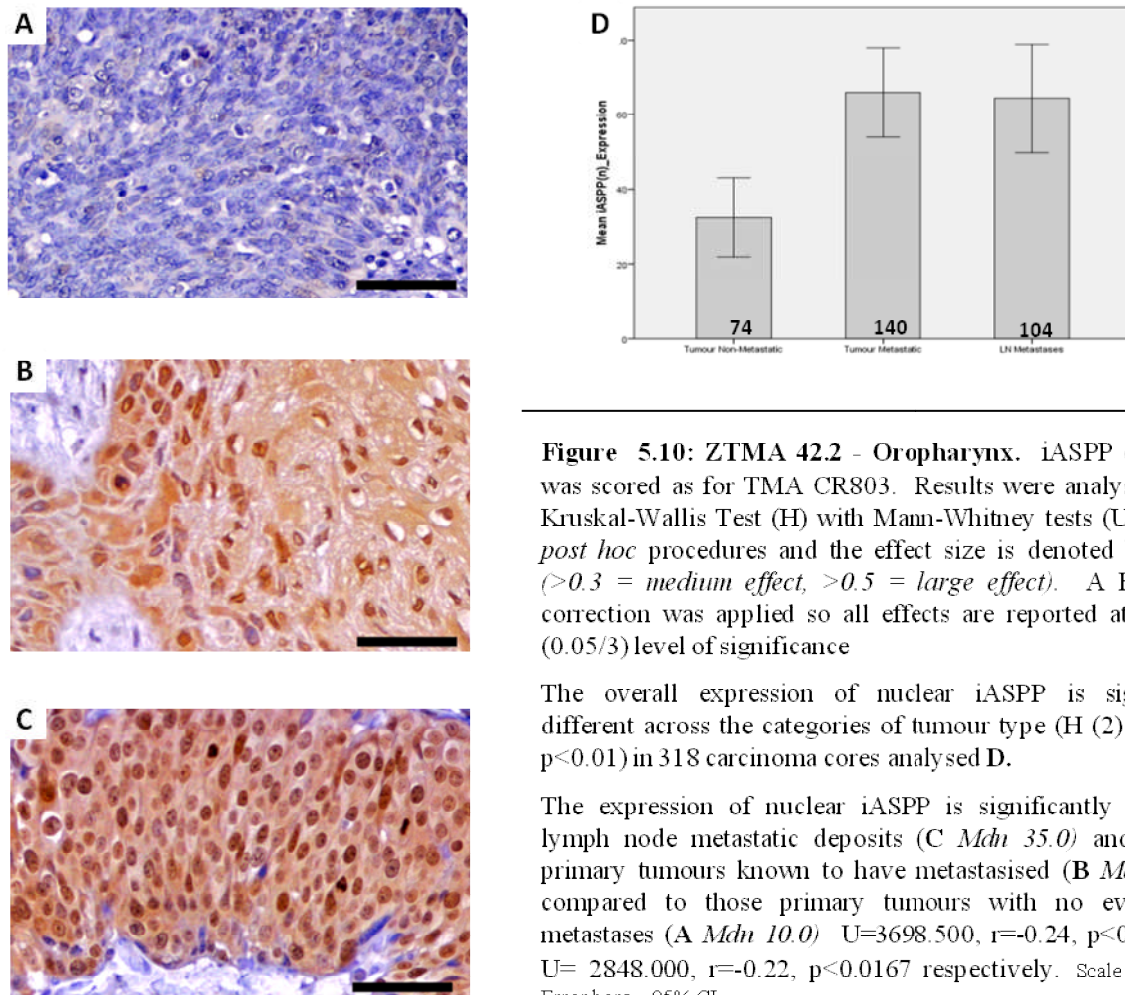 A
B
C
D
Mean iASPP(n)_Expression
60
40
20
0
74
140
104
Tumour Non-Metastatic
Tumour Metastatic
LN Metastases
Figure 5.10: ZTMA 42.2 - Oropharynx. iASPP
was scored as for TMA CR803. Results were
Kruskal-Wallis Test (H) with Mann-Whitney tests (U
post hoc procedures and the effect size is denoted
(>0.3 = medium effect, >0.5 = large effect). A
correction was applied so all effects are reported at
(0.05/3) level of significance
The overall expression of nuclear iASPP is
different across the categories of tumour type (H (2)
p<0.01) in 318 carcinoma cores analysed D.
The expression of nuclear iASPP is significantly
lymph node metastatic deposits (C Mdn 35.0) and
primary tumours known to have metastasised (B
compared to those primary tumours with no
metastases (A Mdn 10.0) U=3698.500, r=-0.24, p<0
U= 2848.000, r=-0.22, p<0.0167 respectively. Scale